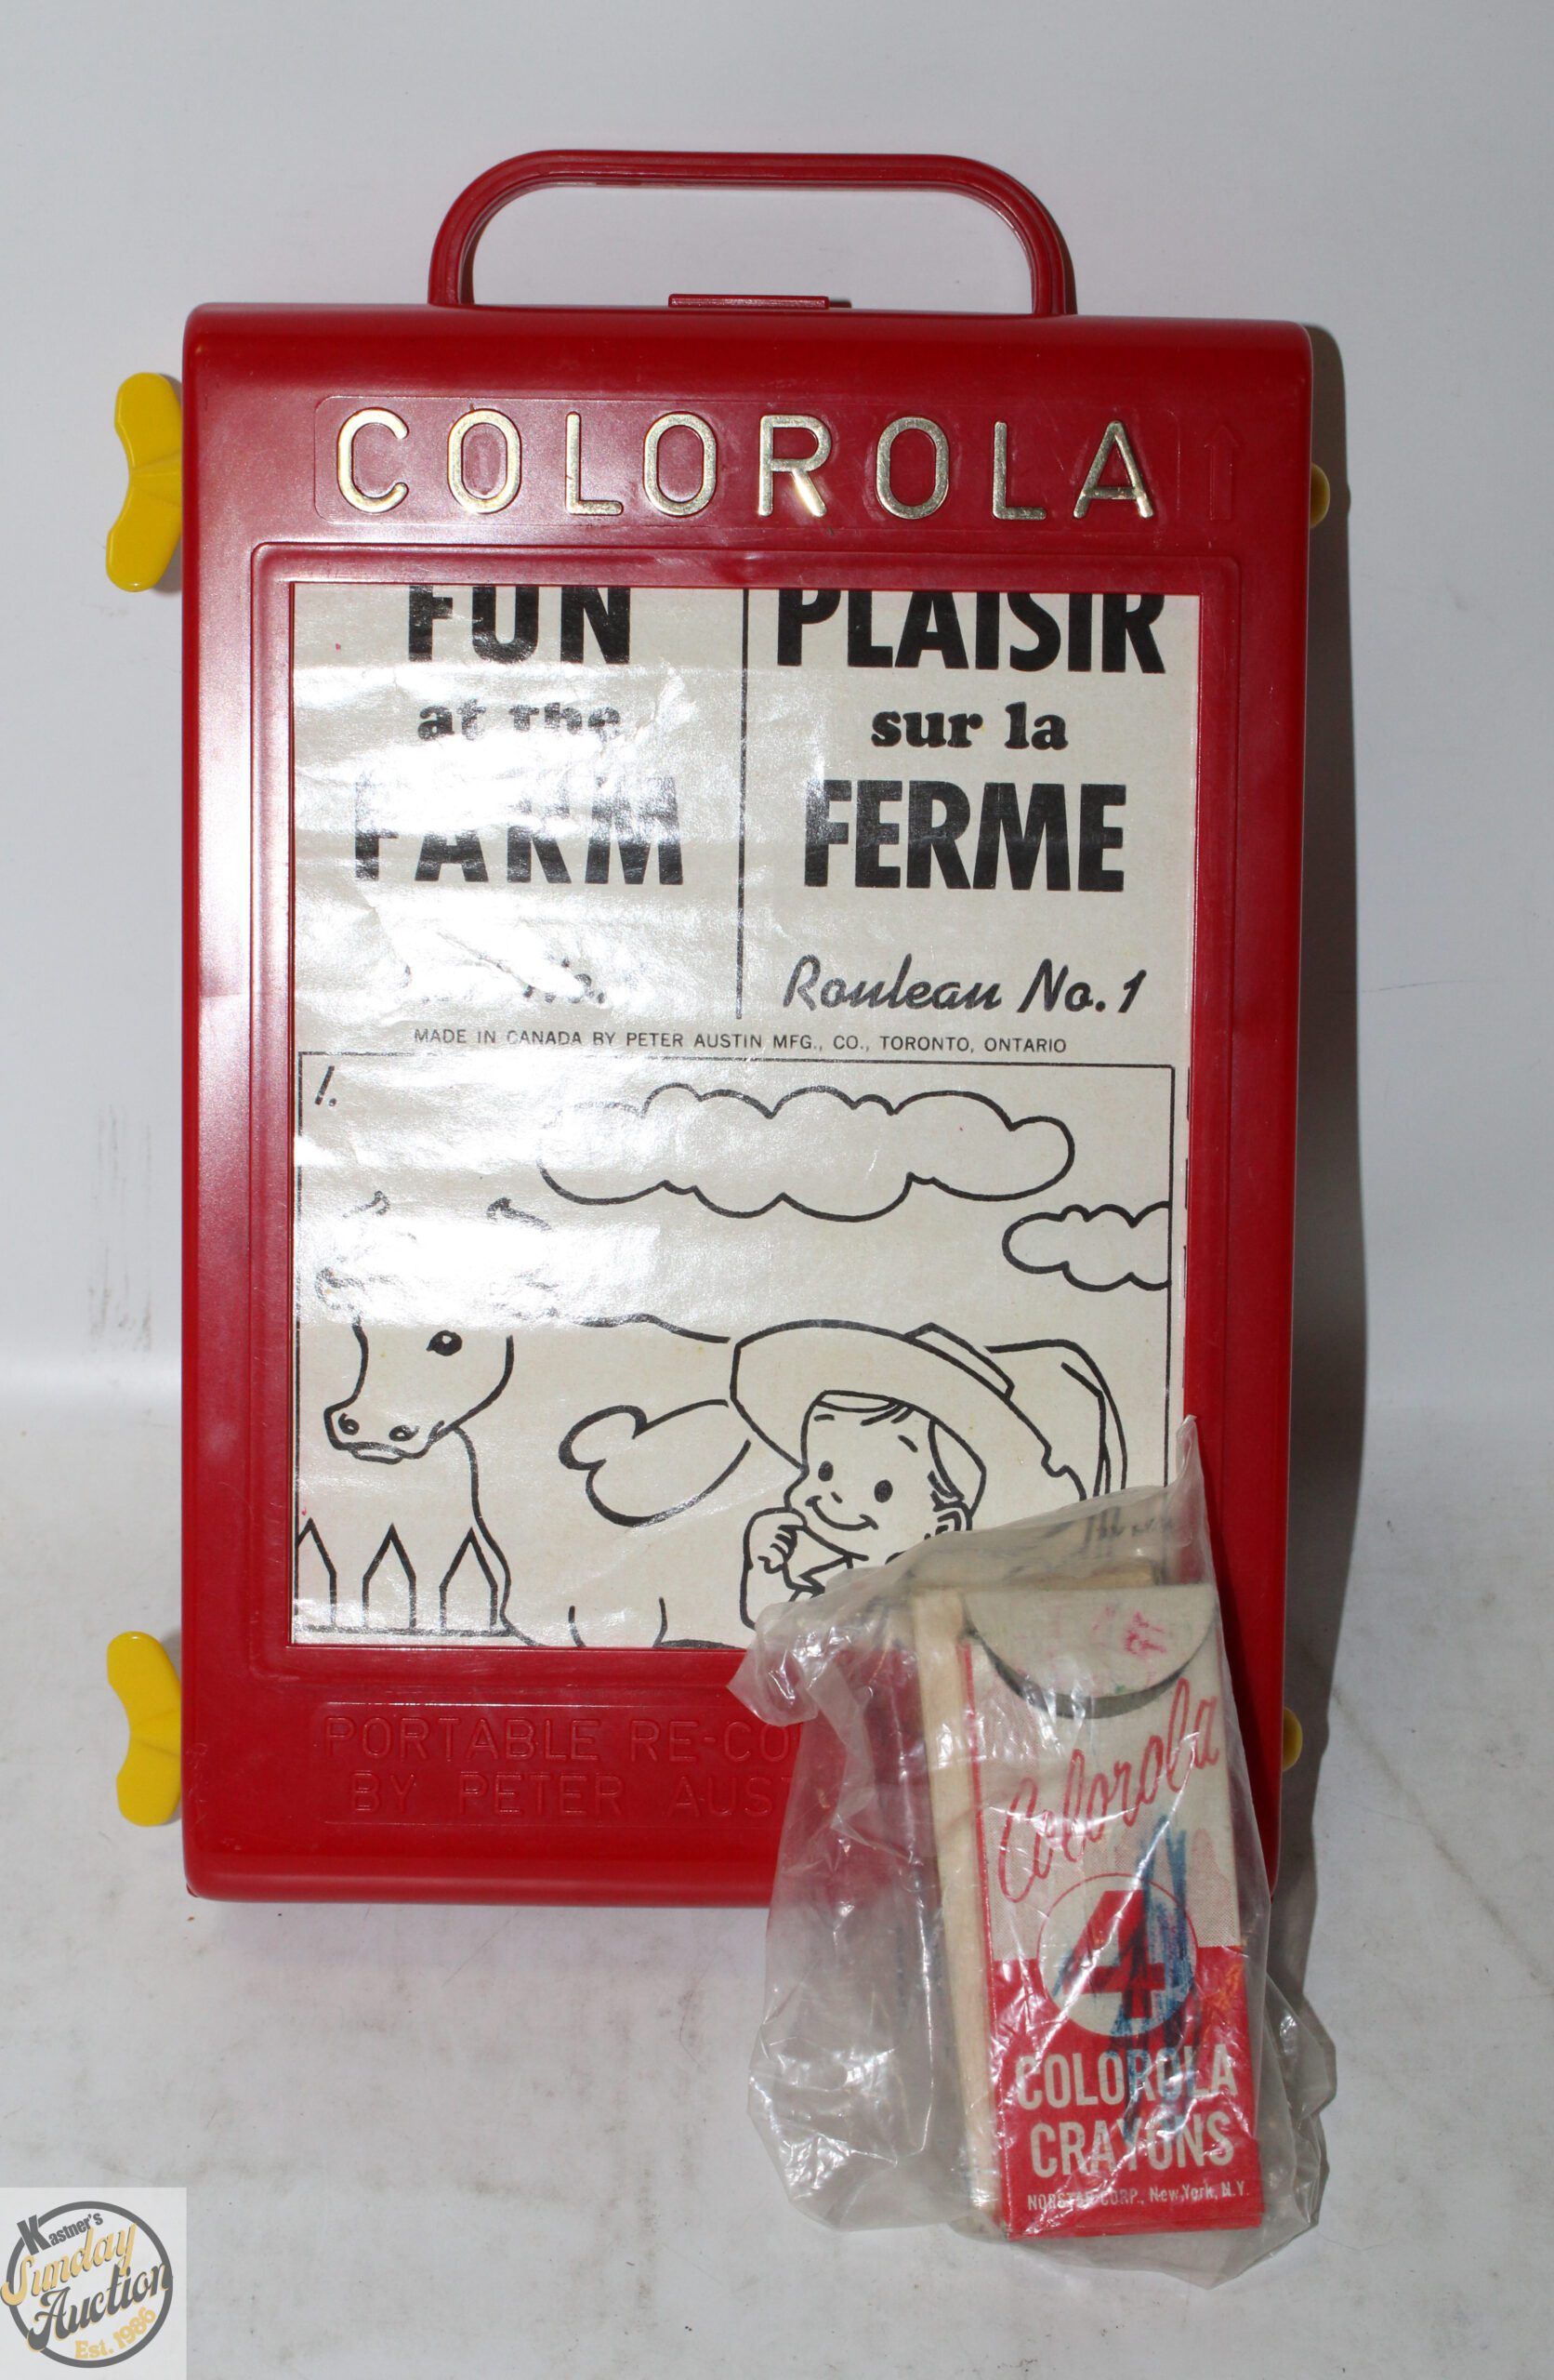 COLOROLA
FUN
at the
FARM
No.
PLAISIR
sur la
FERME
Rouleau No. 1
MADE IN CANADA BY PETER AUSTIN MFG., CO., TORONTO, ONTARIO
1.
PORTABLE RE-CO
BY PETER AUST
Colorola
4
COLOROLA
CRAYONS
CORP., New York, N.Y.
Kastner's
Sunday
Auction
Est. 1986